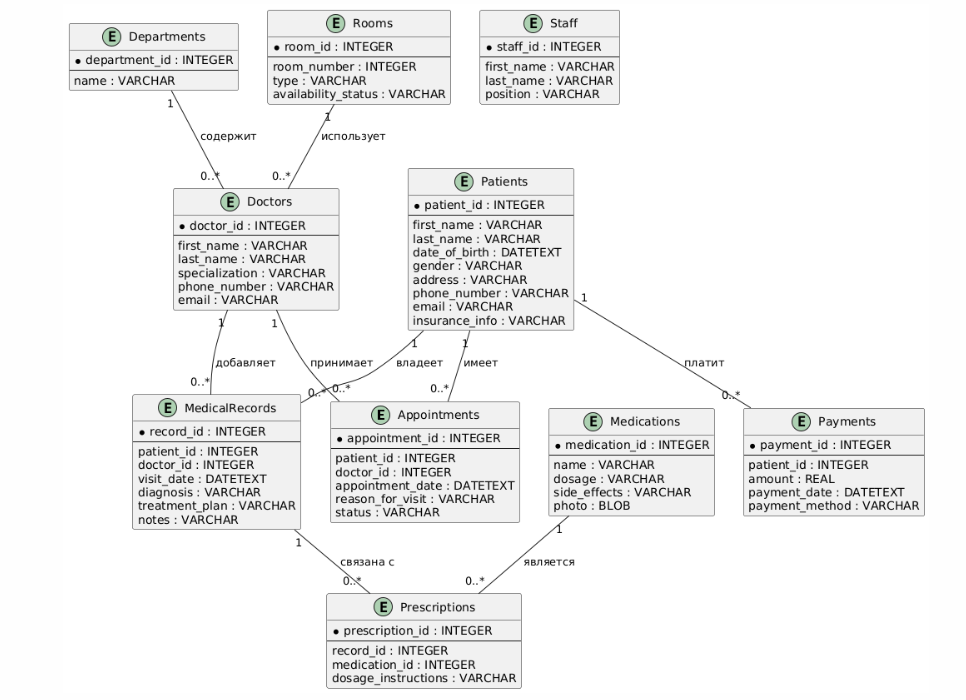 E Departments
* department_id : INTEGER
name : VARCHAR
E Rooms
* room_id : INTEGER
room_number : INTEGER
type : VARCHAR
availability_status : VARCHAR
E Staff
* staff_id : INTEGER
first_name : VARCHAR
last_name : VARCHAR
position : VARCHAR
1
содержит
0..*
1
использует
0..*
E Doctors
* doctor_id : INTEGER
first_name : VARCHAR
last_name : VARCHAR
specialization : VARCHAR
phone_number : VARCHAR
email : VARCHAR
E Patients
* patient_id : INTEGER
first_name : VARCHAR
last_name : VARCHAR
date_of_birth : DATETEXT
gender : VARCHAR
address : VARCHAR
phone_number : VARCHAR
email : VARCHAR
insurance_info : VARCHAR
1
добавляет
0..*
1
принимает
0..*
1
владеет
0..*
1
имеет
0..*
1
платит
0..*
E MedicalRecords
* record_id : INTEGER
patient_id : INTEGER
doctor_id : INTEGER
visit_date : DATETEXT
diagnosis : VARCHAR
treatment_plan : VARCHAR
notes : VARCHAR
E Appointments
* appointment_id : INTEGER
patient_id : INTEGER
doctor_id : INTEGER
appointment_date : DATETEXT
reason_for_visit : VARCHAR
status : VARCHAR
E Medications
* medication_id : INTEGER
name : VARCHAR
dosage : VARCHAR
side_effects : VARCHAR
photo : BLOB
E Payments
* payment_id : INTEGER
patient_id : INTEGER
amount : REAL
payment_date : DATETEXT
payment_method : VARCHAR
1
связана с
0..*
1
является
0..*
E Prescriptions
* prescription_id : INTEGER
record_id : INTEGER
medication_id : INTEGER
dosage_instructions : VARCHAR